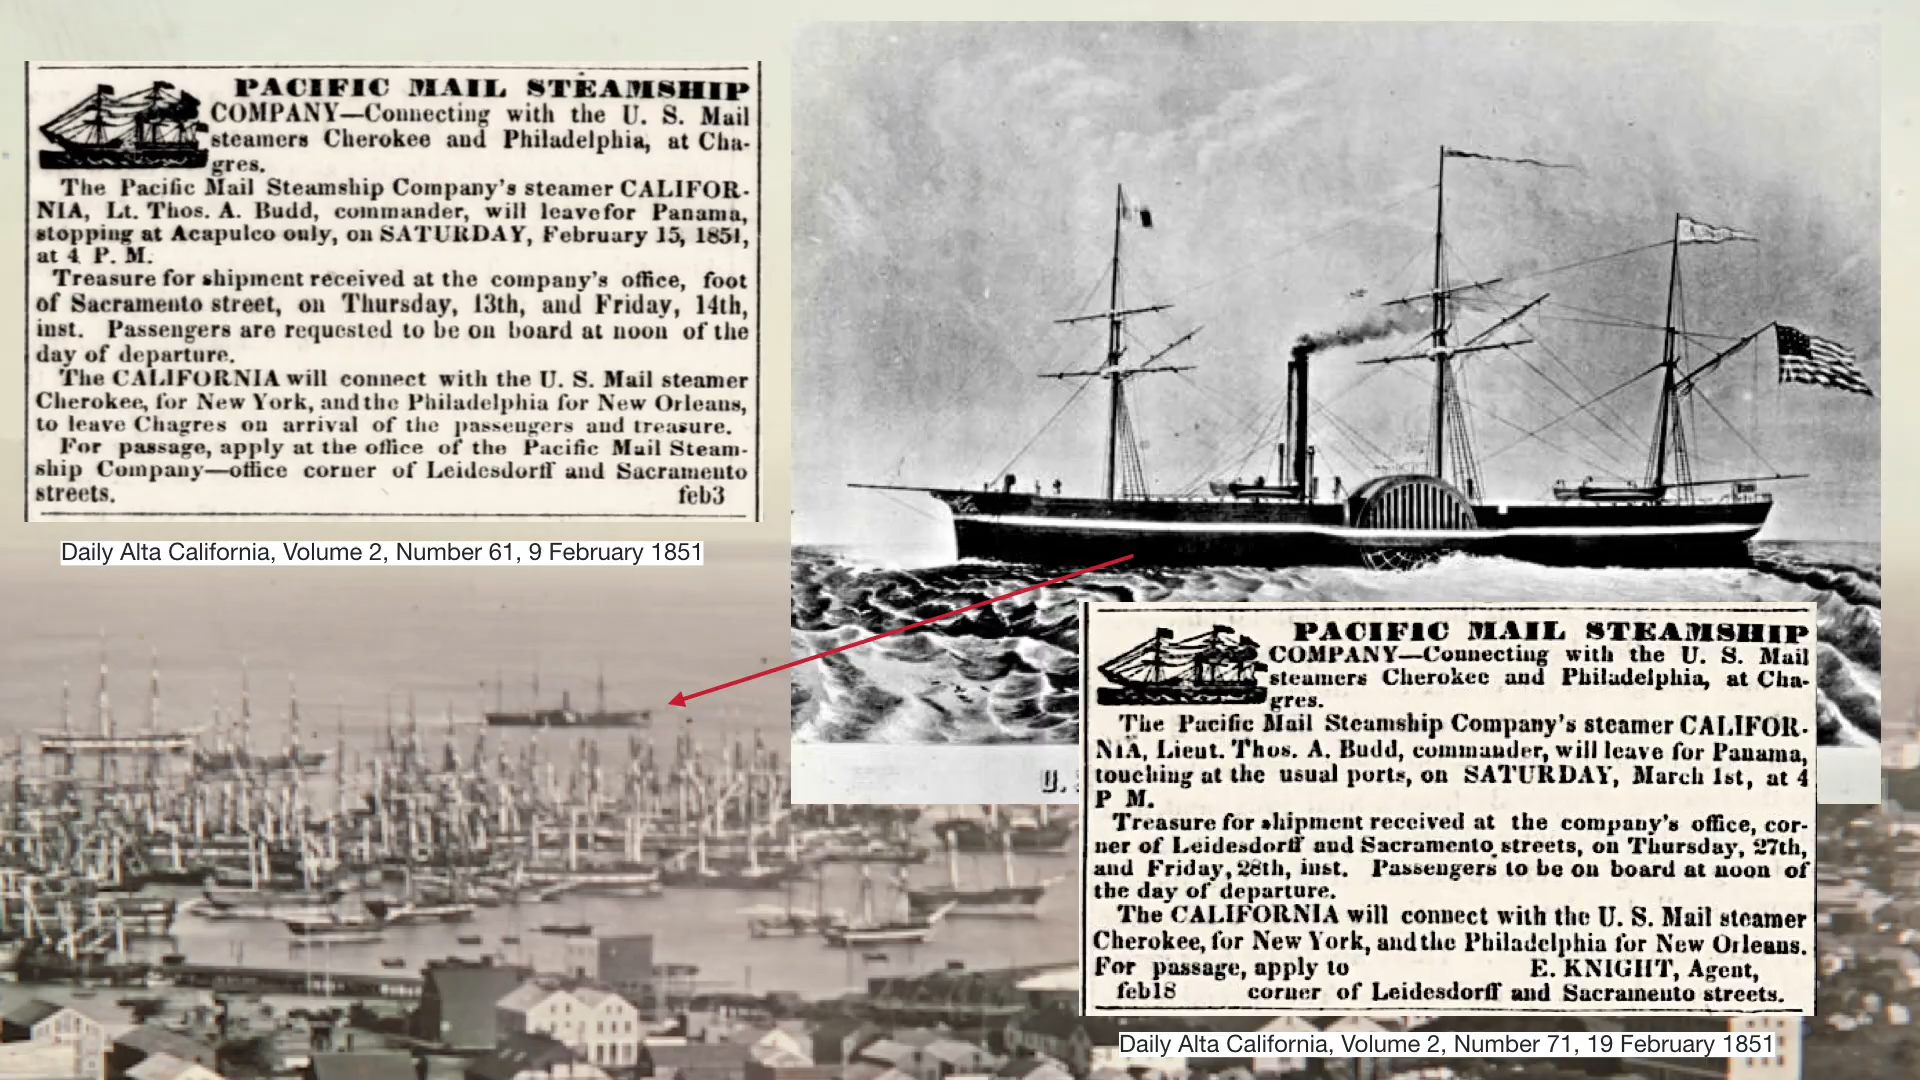 PACIFIC MAIL STEAMSHIP
COMPANY—Connecting with the U. S. Mail
steamers Cherokee and Philadelphia, at Cha-
gres.
The Pacific Mail Steamship Company's steamer CALIFOR-
NIA, Lt. Thos. A. Budd, commander, will leave for Panama,
stopping at Acapulco only, on SATURDAY, February 15, 1851,
at 4 P. M.
Treasure for shipment received at the company's office, foot
of Sacramento street, on Thursday, 13th, and Friday, 14th,
inst. Passengers are requested to be on board at noon of the
day of departure.
The CALIFORNIA will connect with the U. S. Mail steamer
Cherokee, for New York, and the Philadelphia for New Orleans,
to leave Chagres on arrival of the passengers and treasure.
For passage, apply at the office of the Pacific Mail Steam-
ship Company—office corner of Leidesdorff and Sacramento
streets. feb3
Daily Alta California, Volume 2, Number 61, 9 February 1851
U.
PACIFIC MAIL STEAMSHIP
COMPANY—Connecting with the U. S. Mail
steamers Cherokee and Philadelphia, at Cha-
gres.
The Pacific Mail Steamship Company's steamer CALIFOR-
NIA, Lieut. Thos. A. Budd, commander, will leave for Panama,
touching at the usual ports, on SATURDAY, March 1st, at 4
P M.
Treasure for shipment received at the company's office, cor-
ner of Leidesdorff and Sacramento streets, on Thursday, 27th,
and Friday, 28th, inst. Passengers to be on board at noon of
the day of departure.
The CALIFORNIA will connect with the U. S. Mail steamer
Cherokee, for New York, and the Philadelphia for New Orleans.
For passage, apply to E. KNIGHT, Agent,
feb18 corner of Leidesdorff and Sacramento streets.
Daily Alta California, Volume 2, Number 71, 19 February 1851